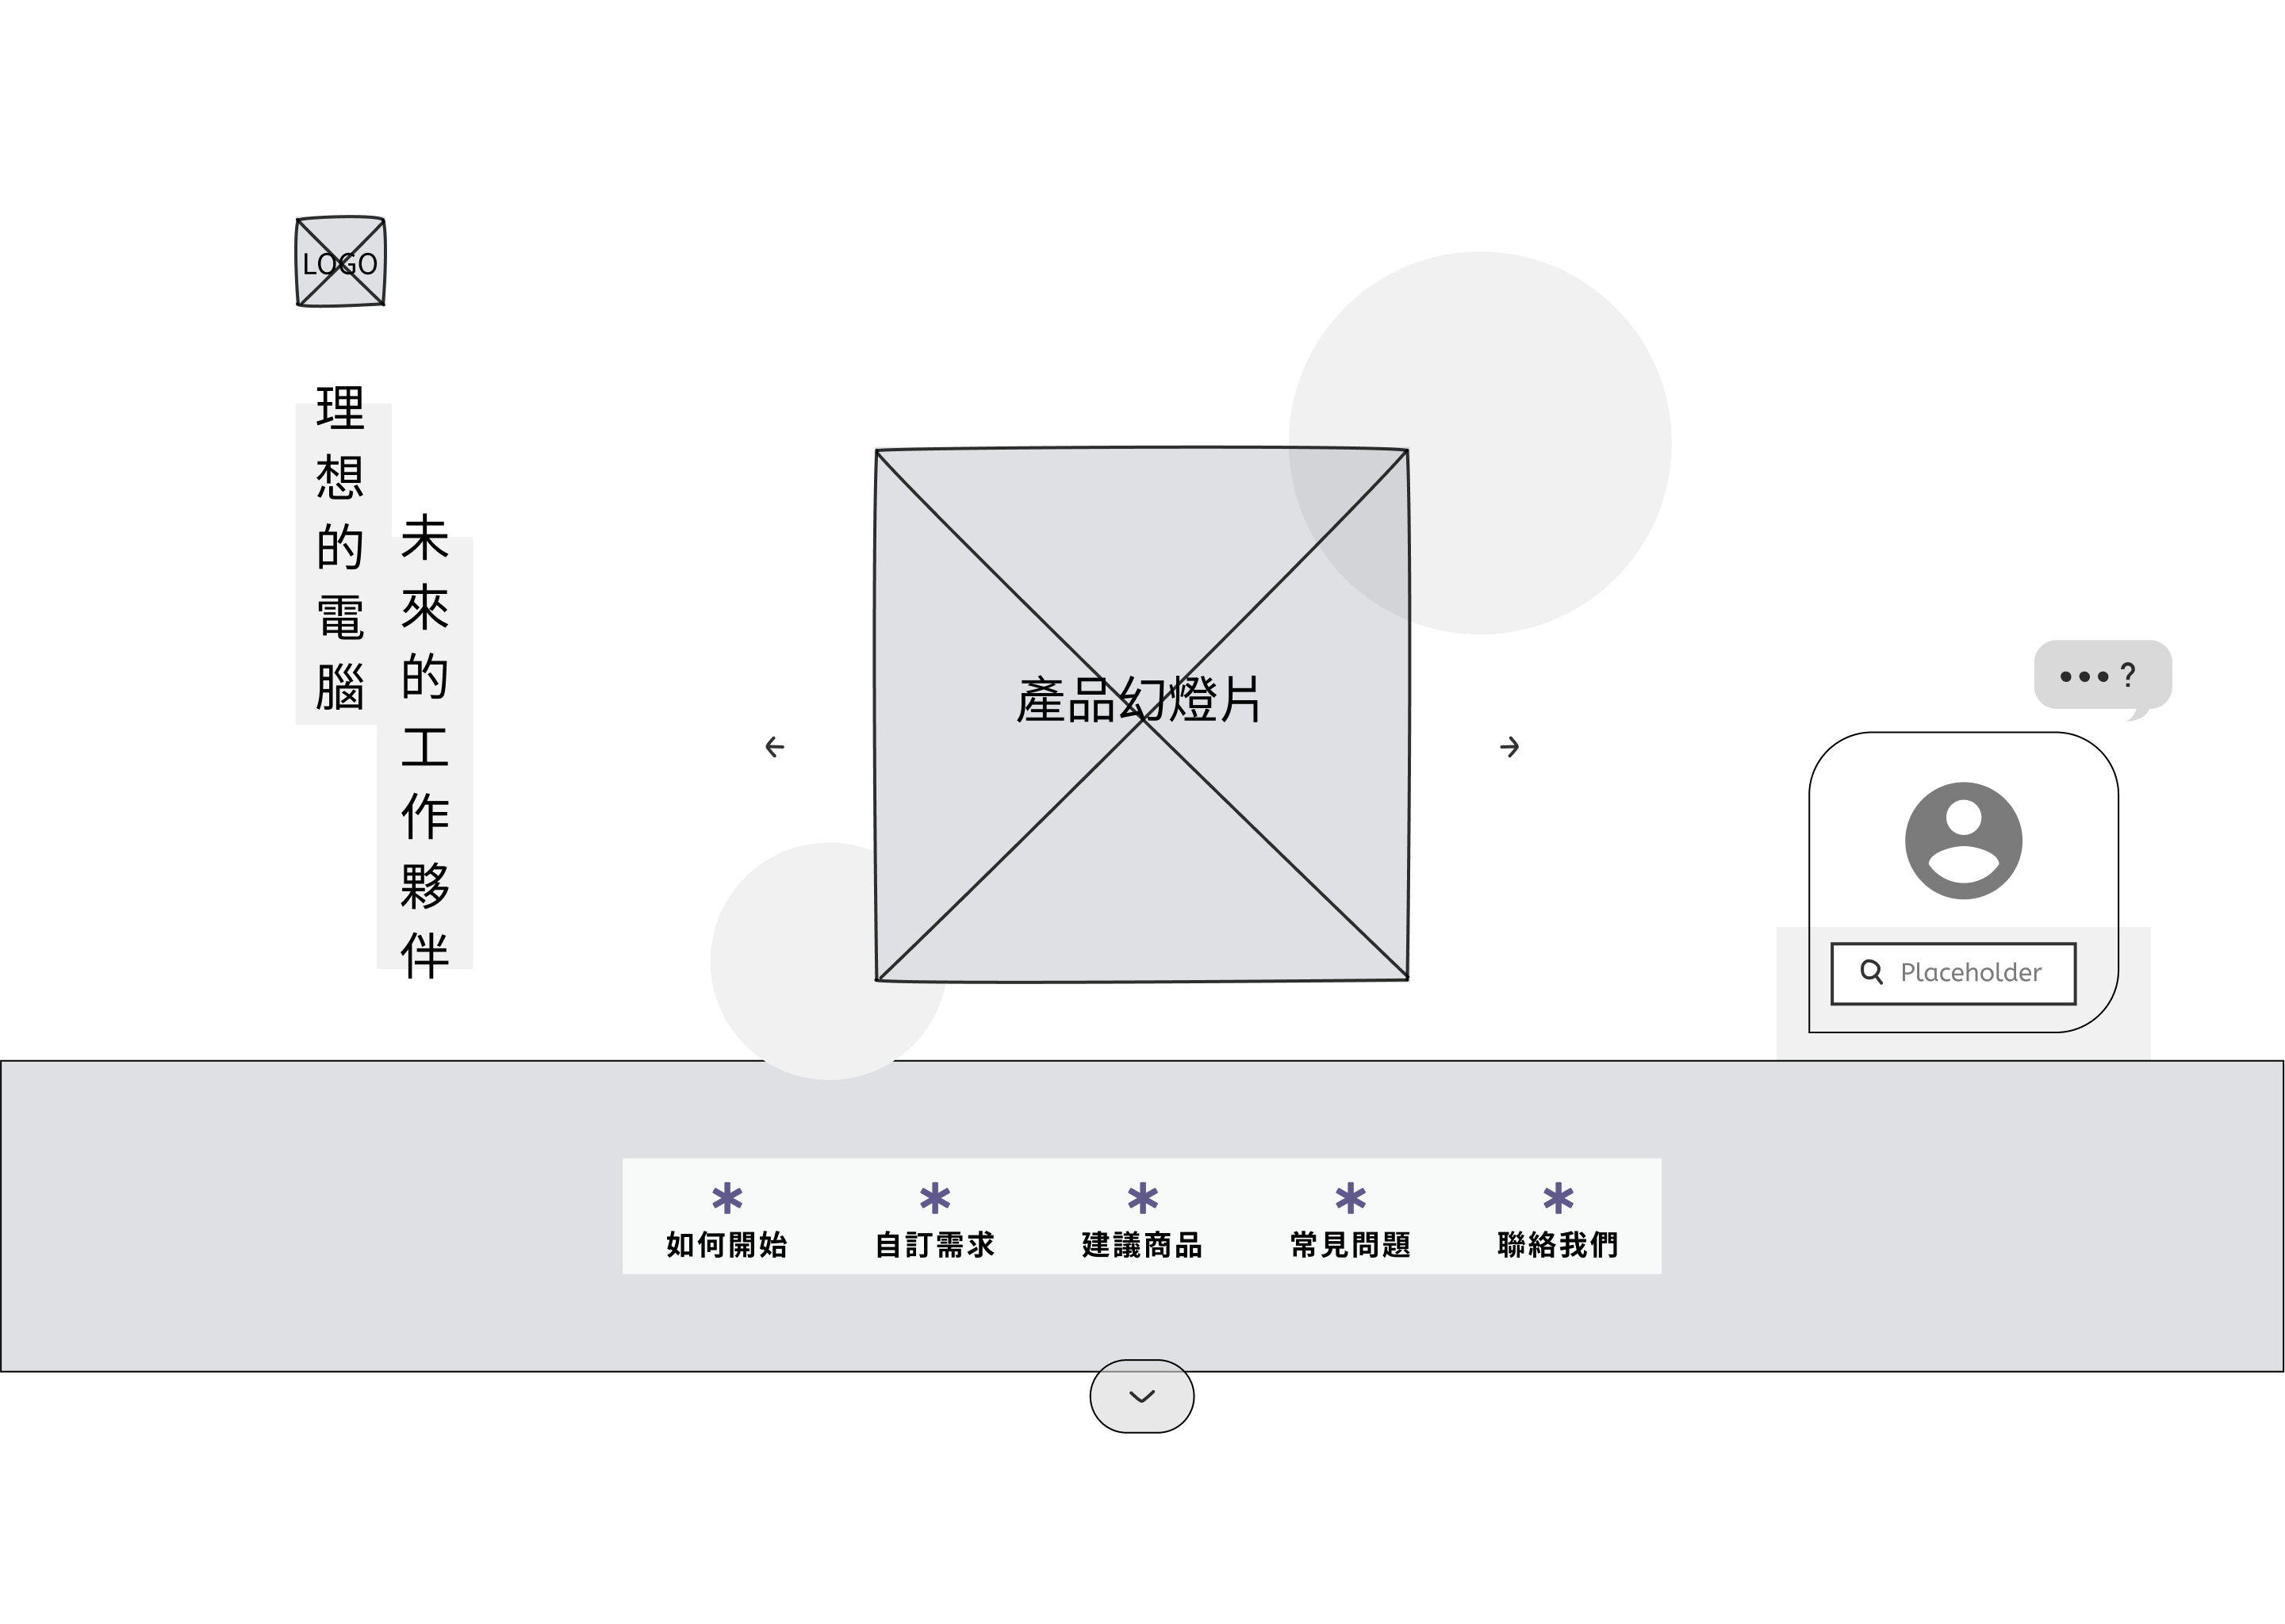 LOGO
理想的電腦
未來的工作夥伴
產品幻燈片
•••?
Placeholder
如何開始
自訂需求
建議商品
常見問題
聯絡我們